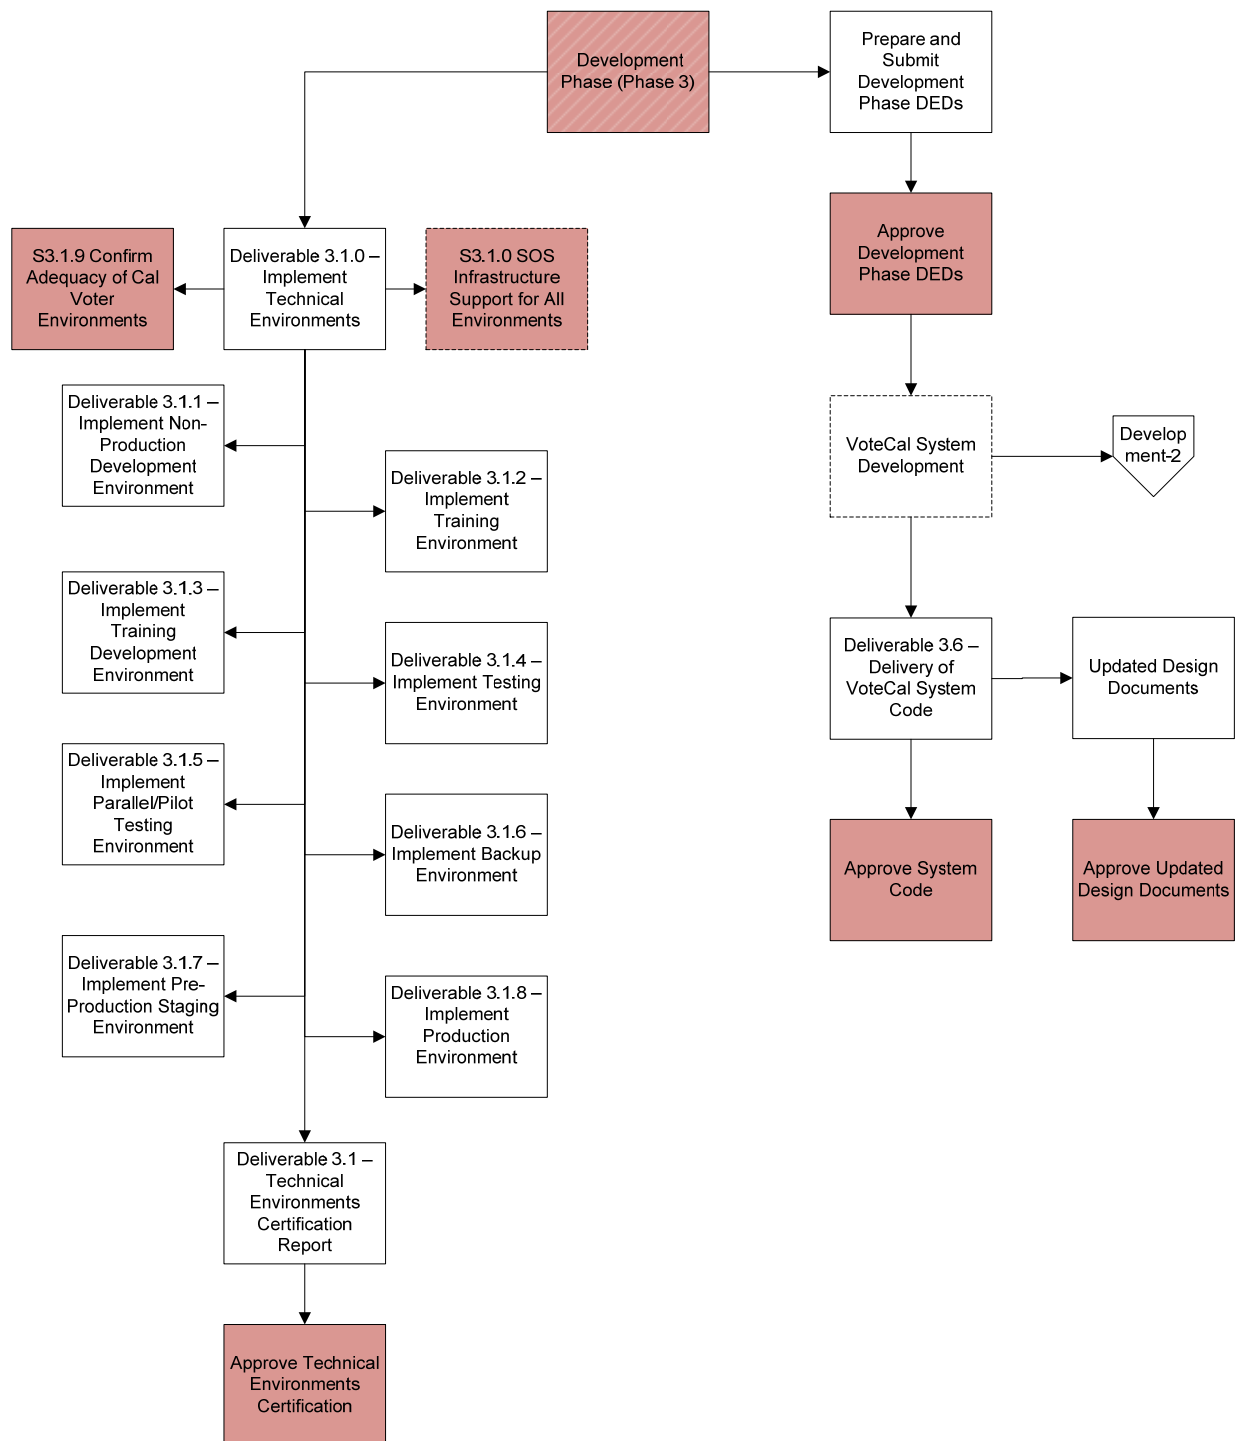 Development
Phase (Phase 3)
Prepare and
Submit
Development
Phase DEDs
Approve
Development
Phase DEDs
S3.1.9 Confirm
Adequacy of Cal
Voter
Environments
Deliverable 3.1.0 –
Implement
Technical
Environments
S3.1.0 SOS
Infrastructure
Support for All
Environments
Deliverable 3.1.1 –
Implement Non-
Production
Development
Environment
Deliverable 3.1.2 –
Implement
Training
Environment
VoteCal System
Development
Develop
ment-2
Deliverable 3.1.3 –
Implement
Training
Development
Environment
Deliverable 3.1.4 –
Implement Testing
Environment
Deliverable 3.6 –
Delivery of
VoteCal System
Code
Updated Design
Documents
Deliverable 3.1.5 –
Implement
Parallel/Pilot
Testing
Environment
Deliverable 3.1.6 –
Implement Backup
Environment
Approve System
Code
Approve Updated
Design Documents
Deliverable 3.1.7 –
Implement Pre-
Production Staging
Environment
Deliverable 3.1.8 –
Implement
Production
Environment
Deliverable 3.1 –
Technical
Environments
Certification
Report
Approve Technical
Environments
Certification